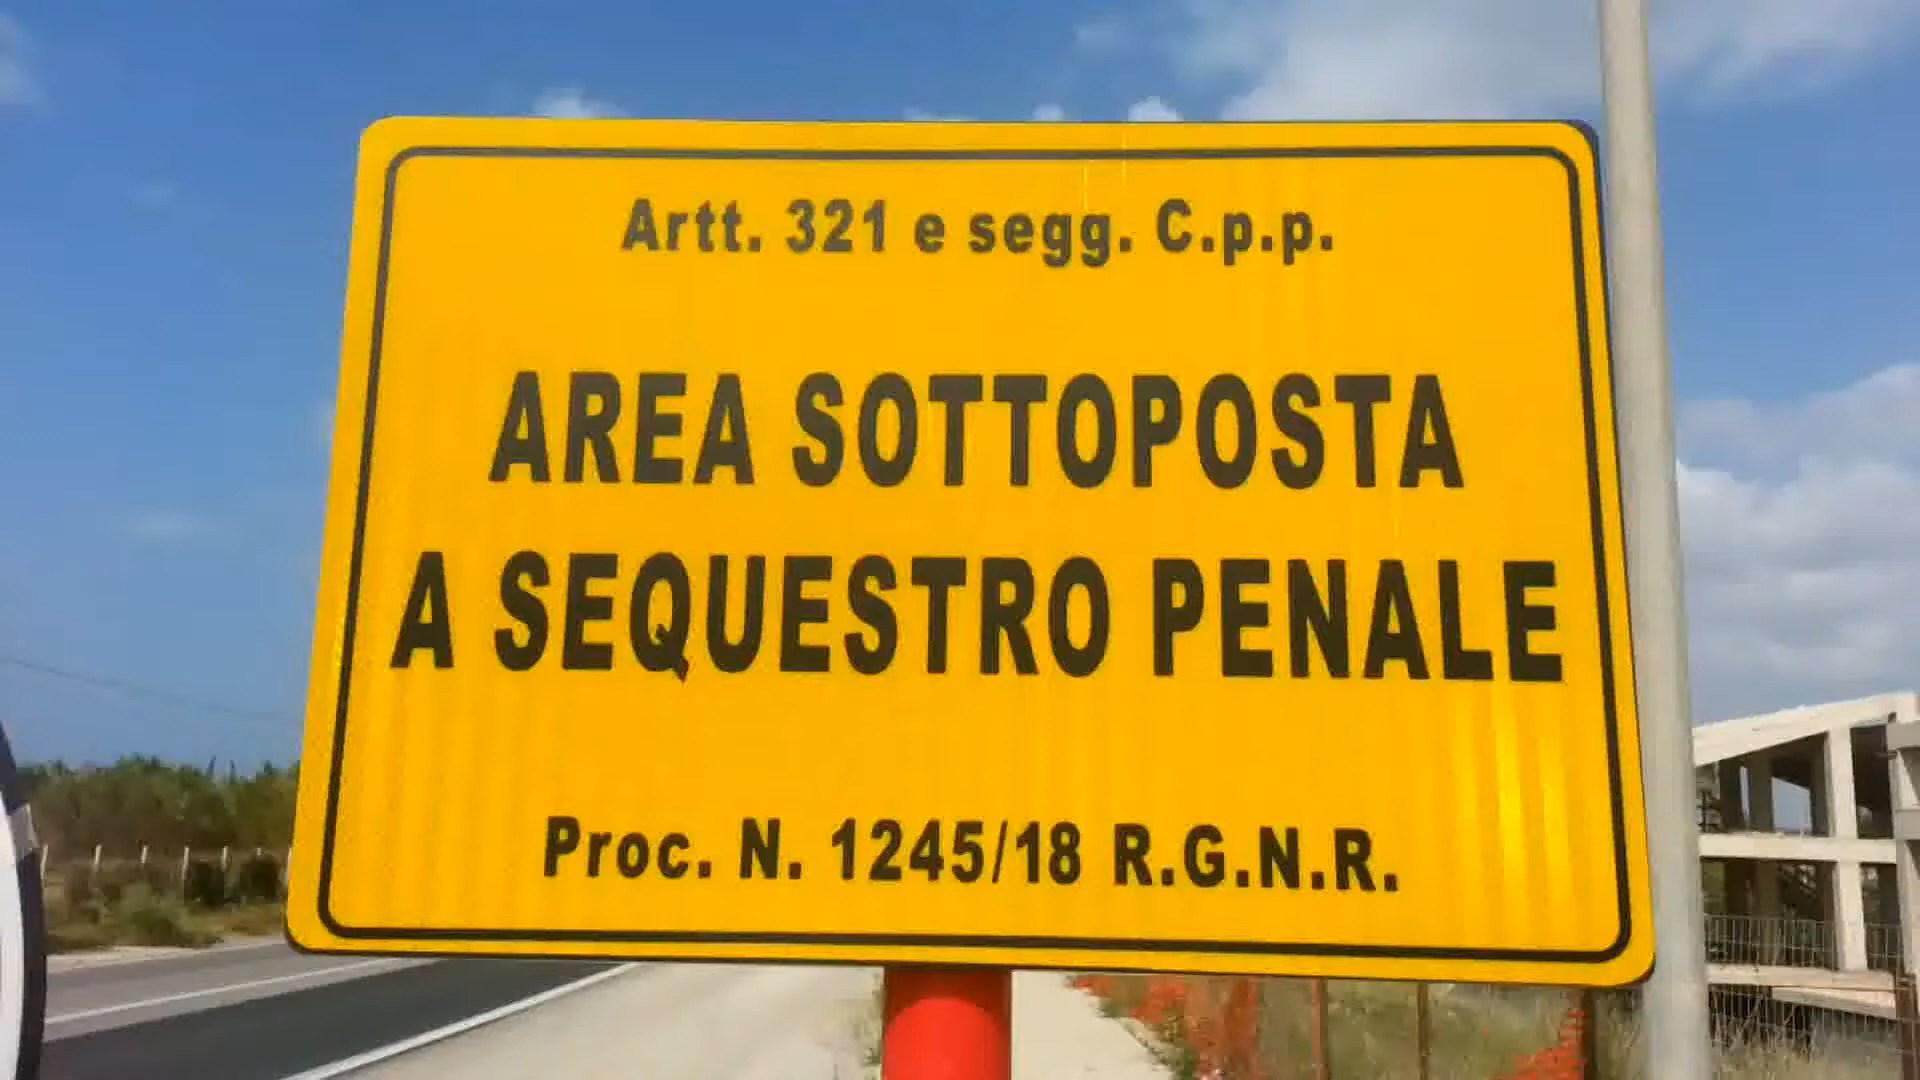 Artt. 321 e segg. C.p.p.
AREA SOTTOPOSTA
A SEQUESTRO PENALE
Proc. N. 1245/18 R.G.N.R.